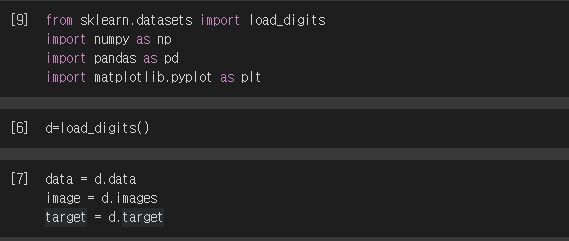 [9] from sklearn.datasets import load_digits
import numpy as np
import pandas as pd
import matplotlib.pyplot as plt
[6] d=load_digits()
[7] data = d.data
image = d.images
target = d.target